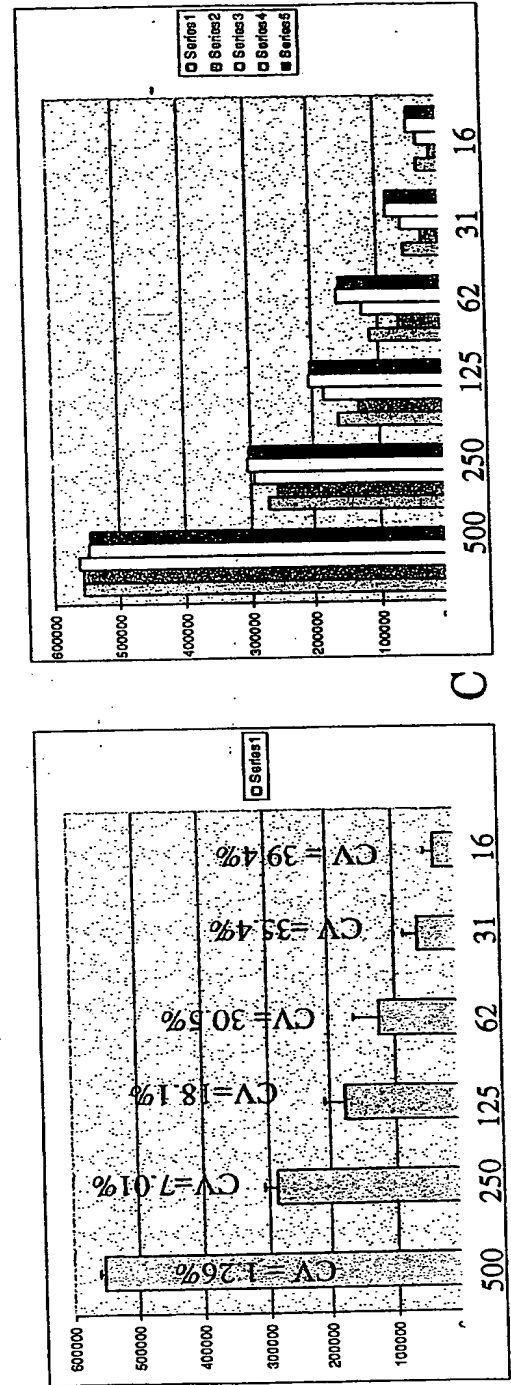 600000
500000
400000
300000
200000
100000
CV =1.26%
CV=7.01%
CV=18.1%
CV= 30.5%
CV =35.4%
CV = 39.4%
500
250
125
62
31
16
Series1
C
600000
500000
400000
300000
200000
100000
500
250
125
62
31
16
Series1
Series2
Series3
Series4
Series5